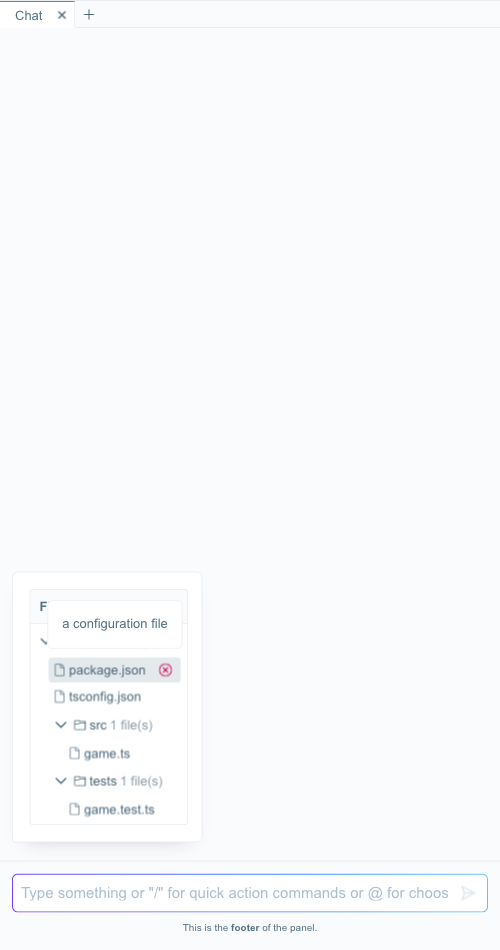 Chat
F
a configuration file
package.json
tsconfig.json
src 1 file(s)
game.ts
tests 1 file(s)
game.test.ts
Type something or "/" for quick action commands or @ for choos
This is the footer of the panel.